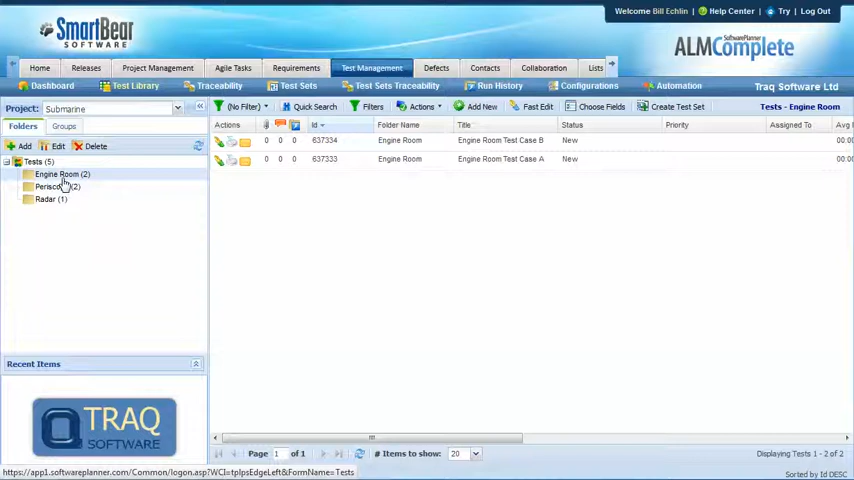 Welcome Bill Echlin Help Center Try Log Out
SmartBear
SOFTWARE
SOFTWAREPLANNER
ALMComplete
Home Releases Project Management Agile Tasks Requirements Test Management Defects Contacts Collaboration Lists
Dashboard Test Library Test Sets Traceability Test Sets Traceability Run History Configurations Automation Traq Software Ltd
Project: Submarine
(No Filter) Quick Search Filters Actions Add New Fast Edit Choose Fields Create Test Set Tests - Engine Room
Folders Groups
Actions Id Folder Name Title Status Priority Assigned To Avg
Add Edit Delete
637334 Engine Room Engine Room Test Case B New 00:00
0 0 0
Tests (5)
637333 Engine Room Engine Room Test Case A New 00:00
0 0 0
Engine Room (2)
(2)
Radar (1)
Recent Items
TRAQ
SOFTWARE
Page 1 of 1 # Items to show: 20 Displaying Tests 1 - 2 of 2
https://app1.softwareplanner.com/Common/logon.asp?WCI=tplpsEdgeLeft&FormName=Tests
Sorted by Id DESC